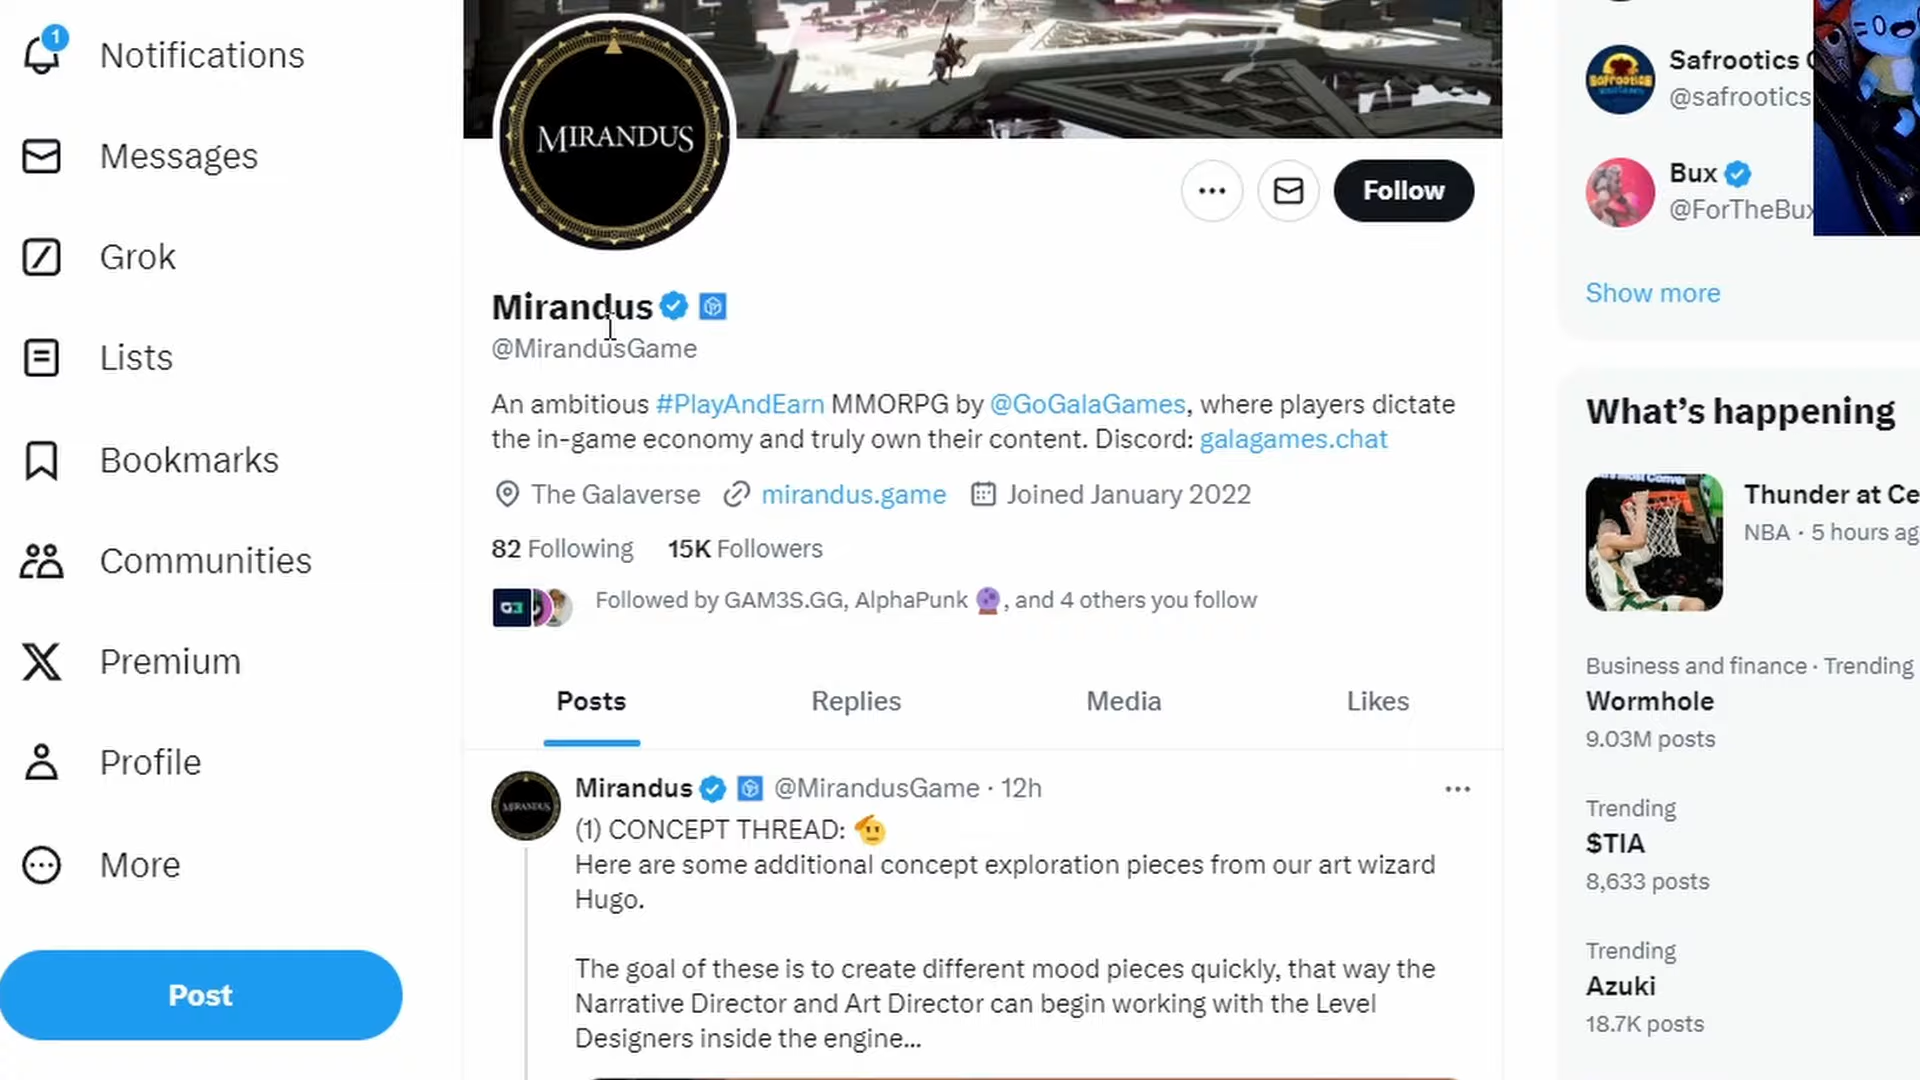 1
Notifications
Messages
Grok
Lists
Bookmarks
Communities
Premium
Profile
More
Post
MIRANDUS
Follow
Mirandus
@MirandusGame
An ambitious #PlayAndEarn MMORPG by @GoGalaGames, where players dictate
the in-game economy and truly own their content. Discord: galagames.chat
The Galaverse mirandus.game Joined January 2022
82 Following 15K Followers
G3
Followed by GAM3S.GG, AlphaPunk 🔮, and 4 others you follow
Posts Replies Media Likes
MIRANDUS
Mirandus @MirandusGame · 12h
(1) CONCEPT THREAD: 🫡
Here are some additional concept exploration pieces from our art wizard
Hugo.
The goal of these is to create different mood pieces quickly, that way the
Narrative Director and Art Director can begin working with the Level
Designers inside the engine...
Safrootics
@safrootics
Bux
@ForTheBux
Show more
What's happening
Thunder at Ce
NBA · 5 hours ag
Business and finance · Trending
Wormhole
9.03M posts
Trending
$TIA
8,633 posts
Trending
Azuki
18.7K posts